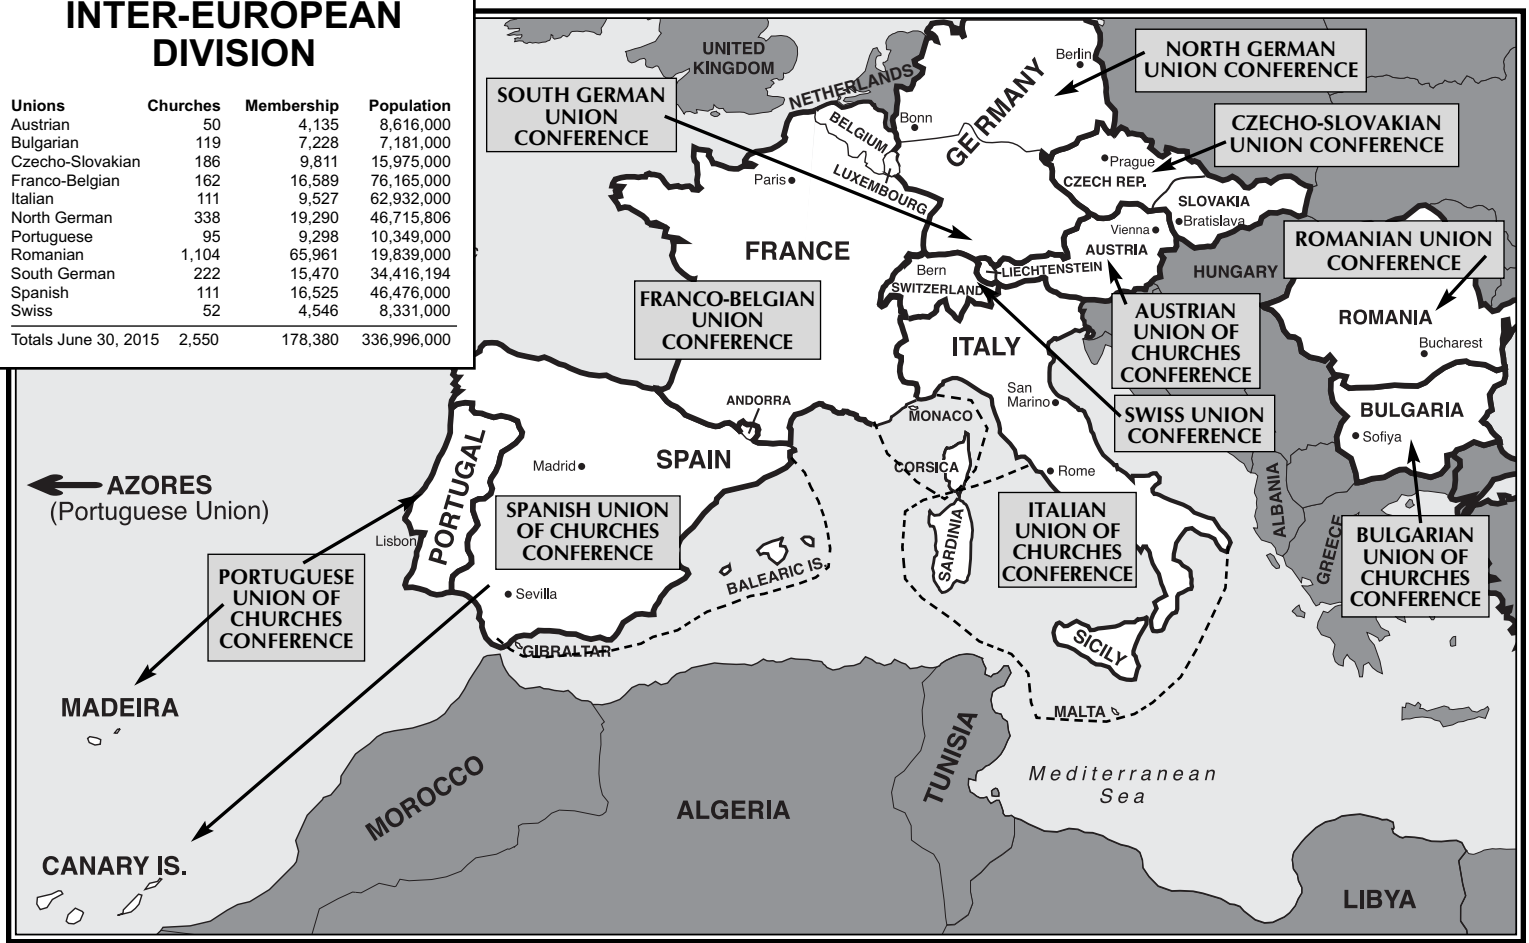 INTER-EUROPEAN
DIVISION
Unions Churches Membership Population
Austrian 50 4,135 8,616,000
Bulgarian 119 7,228 7,181,000
Czecho-Slovakian 186 9,811 15,975,000
Franco-Belgian 162 16,589 76,165,000
Italian 111 9,527 62,932,000
North German 338 19,290 46,715,806
Portuguese 95 9,298 10,349,000
Romanian 1,104 65,961 19,839,000
South German 222 15,470 34,416,194
Spanish 111 16,525 46,476,000
Swiss 52 4,546 8,331,000
Totals June 30, 2015 2,550 178,380 336,996,000
UNITED
KINGDOM
NETHERLANDS
BELGIUM
LUXEMBOURG
GERMANY
Berlin
Bonn
NORTH GERMAN
UNION CONFERENCE
SOUTH GERMAN
UNION
CONFERENCE
CZECHO-SLOVAKIAN
UNION CONFERENCE
Prague
CZECH REP.
SLOVAKIA
Bratislava
Vienna
AUSTRIA
Paris
FRANCE
FRANCO-BELGIAN
UNION
CONFERENCE
Bern
SWITZERLAND
LIECHTENSTEIN
HUNGARY
ROMANIAN UNION
CONFERENCE
ROMANIA
Bucharest
AUSTRIAN
UNION OF
CHURCHES
CONFERENCE
SWISS UNION
CONFERENCE
ITALY
San
Marino
MONACO
CORSICA
Rome
ANDORRA
BULGARIA
Sofiya
ALBANIA
GREECE
BULGARIAN
UNION OF
CHURCHES
CONFERENCE
ITALIAN
UNION OF
CHURCHES
CONFERENCE
SARDINIA
SICILY
MALTA
PORTUGAL
Lisbon
Madrid
SPAIN
SPANISH UNION
OF CHURCHES
CONFERENCE
Sevilla
BALEARIC IS.
GIBRALTAR
AZORES
(Portuguese Union)
PORTUGUESE
UNION OF
CHURCHES
CONFERENCE
MADEIRA
CANARY IS.
MOROCCO
ALGERIA
TUNISIA
Mediterranean
Sea
LIBYA